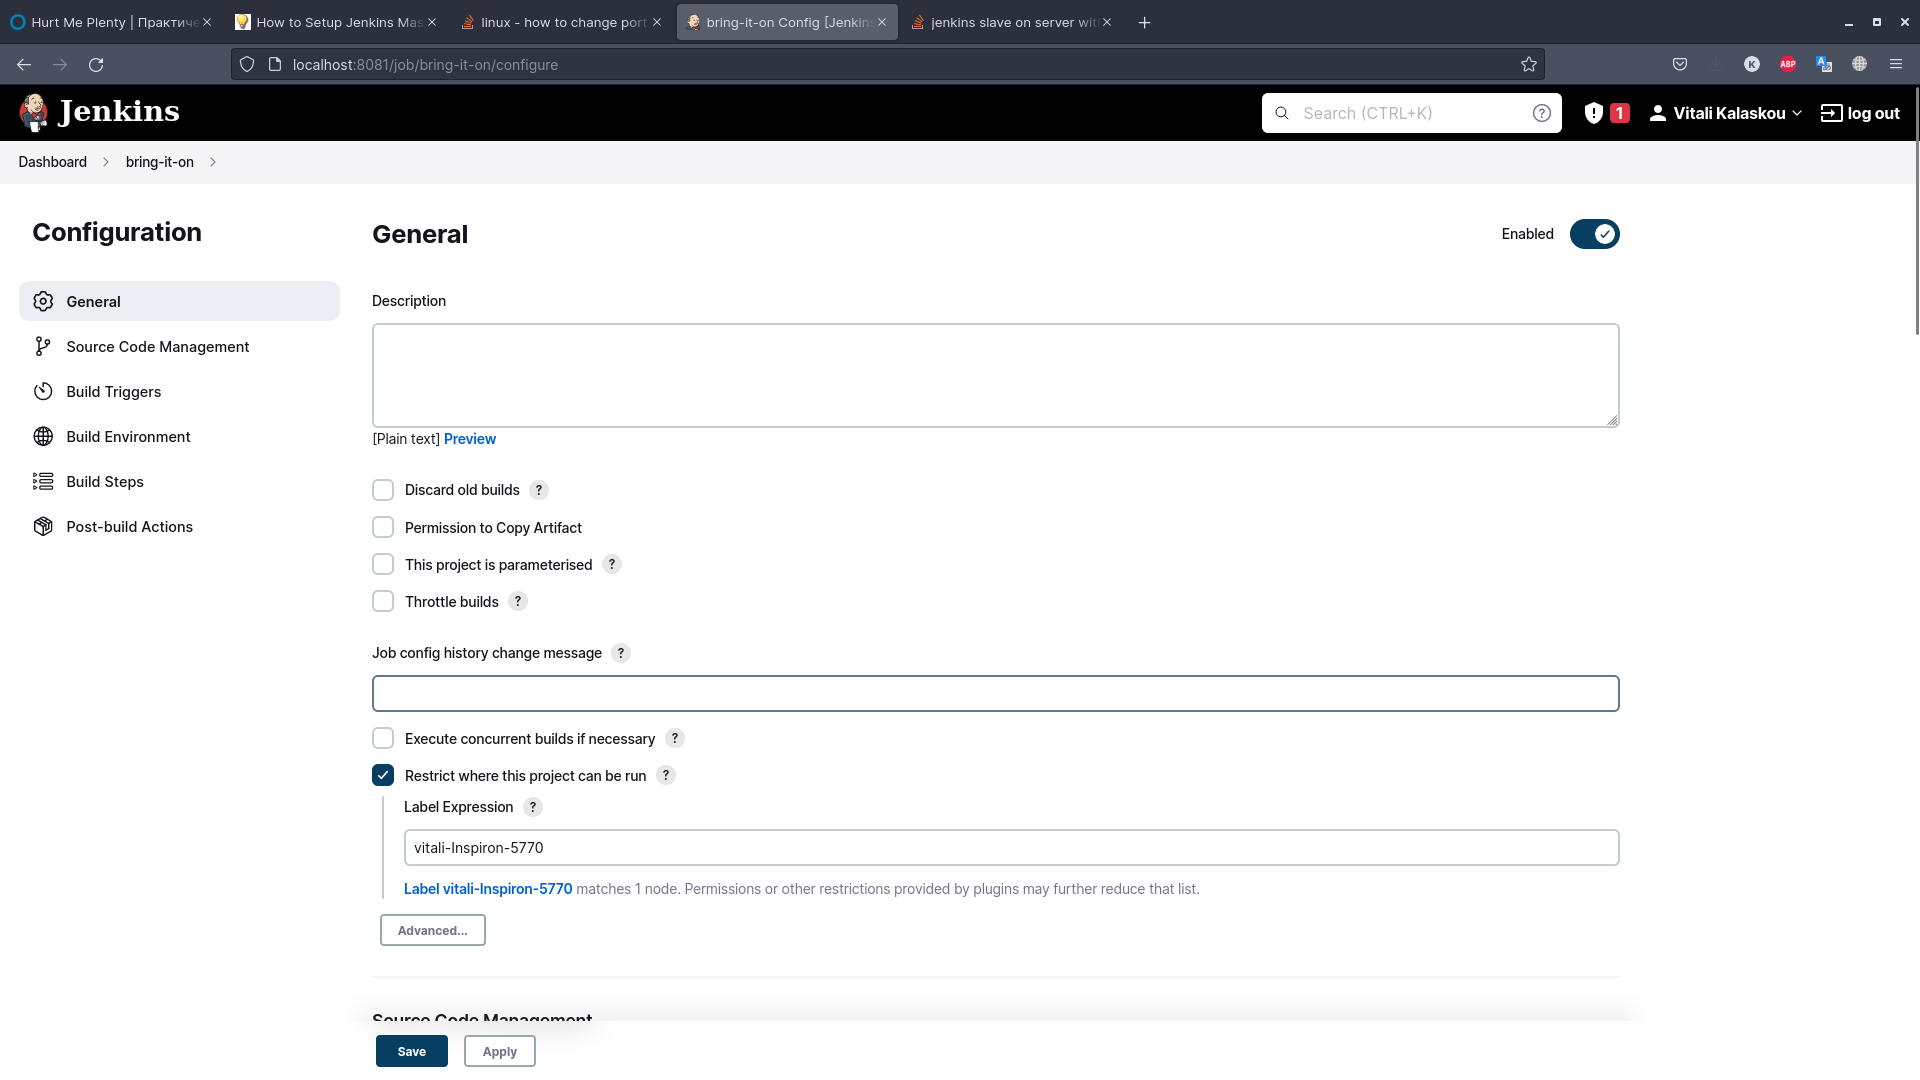 Hurt Me Plenty | Практиче
How to Setup Jenkins Mas
linux - how to change port
bring-it-on Config [Jenkins
jenkins slave on server wit
localhost:8081/job/bring-it-on/configure
K
ABP
Jenkins
Search (CTRL+K)
?
1
Vitali Kalaskou
log out
Dashboard
bring-it-on
Configuration
General
Source Code Management
Build Triggers
Build Environment
Build Steps
Post-build Actions
General
Enabled
Description
[Plain text] Preview
Discard old builds ?
Permission to Copy Artifact
This project is parameterised ?
Throttle builds ?
Job config history change message ?
Execute concurrent builds if necessary ?
Restrict where this project can be run ?
Label Expression ?
vitali-Inspiron-5770
Label vitali-Inspiron-5770 matches 1 node. Permissions or other restrictions provided by plugins may further reduce that list.
Advanced...
Source Code Management
Save
Apply